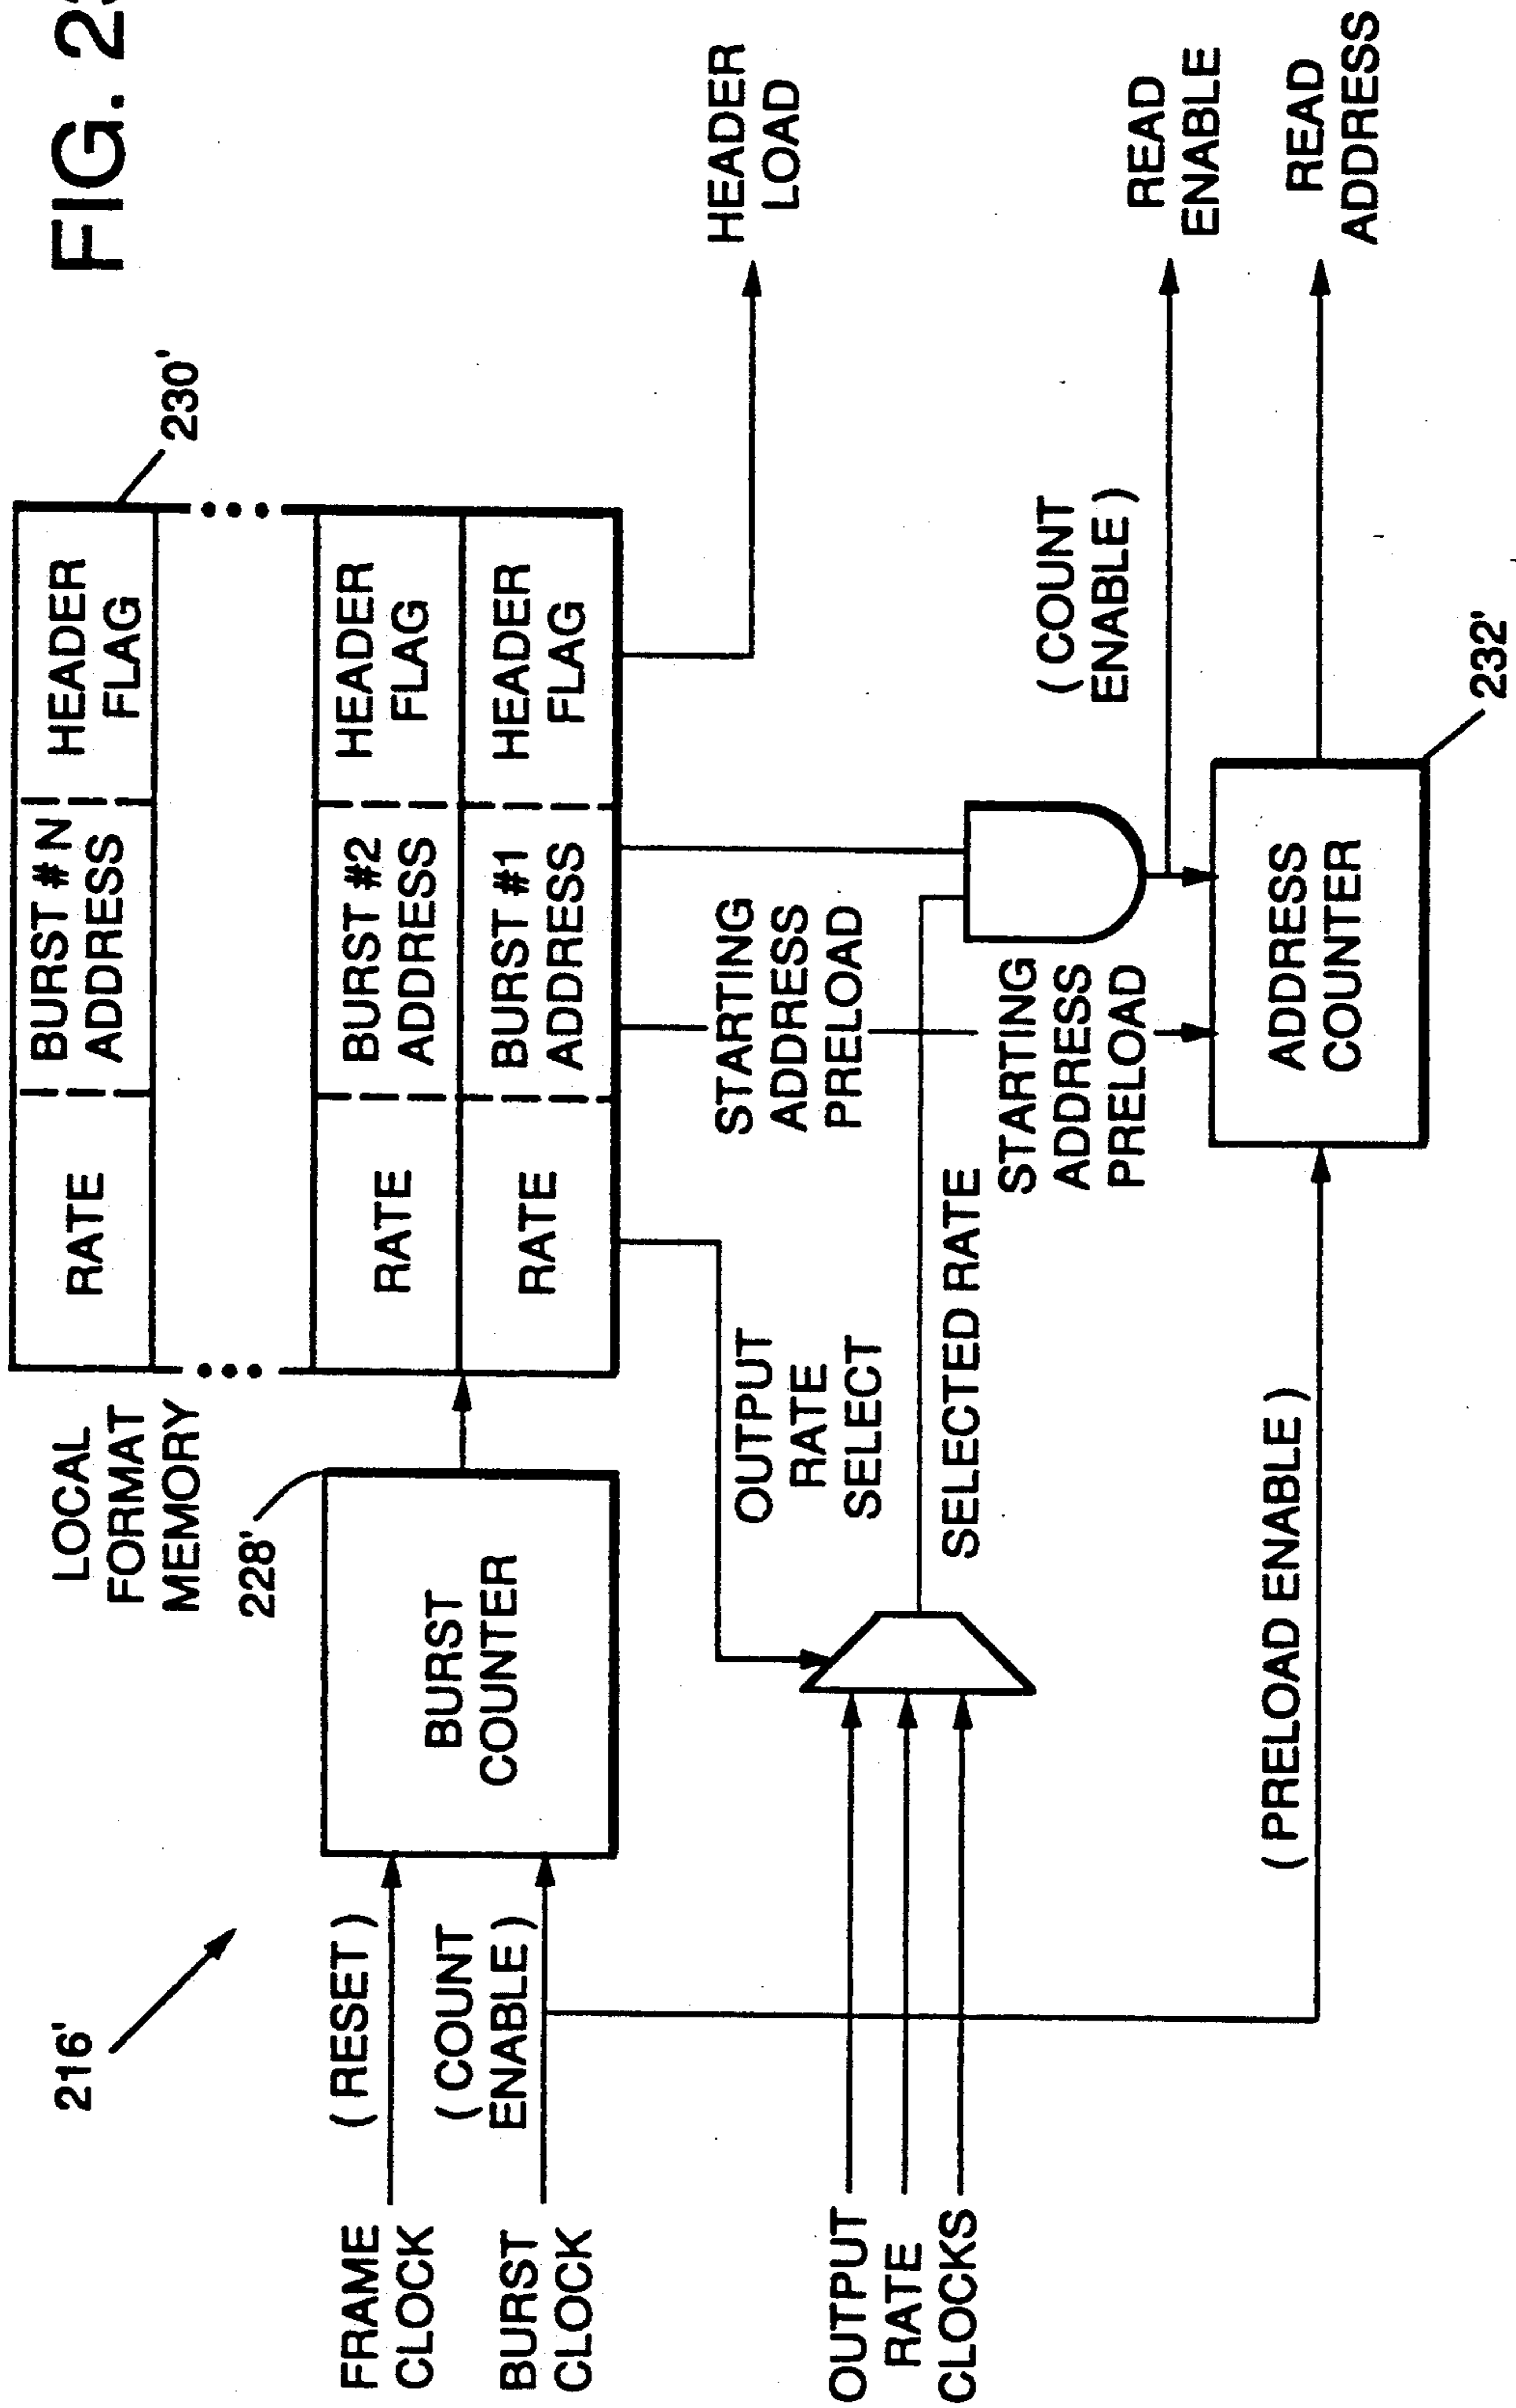 FIG. 2
216'
LOCAL
FORMAT
MEMORY
230'
RATE
BURST # N
ADDRESS
HEADER
FLAG
RATE
BURST #2
ADDRESS
HEADER
FLAG
RATE
BURST #1
ADDRESS
HEADER
FLAG
228'
BURST
COUNTER
FRAME
CLOCK
( RESET )
BURST
CLOCK
( COUNT
ENABLE )
HEADER
LOAD
OUTPUT
RATE
SELECT
STARTING
ADDRESS
PRELOAD
OUTPUT
RATE
CLOCKS
SELECTED RATE
STARTING
ADDRESS
PRELOAD
( COUNT
ENABLE )
READ
ENABLE
( PRELOAD ENABLE )
ADDRESS
COUNTER
READ
ADDRESS
232'